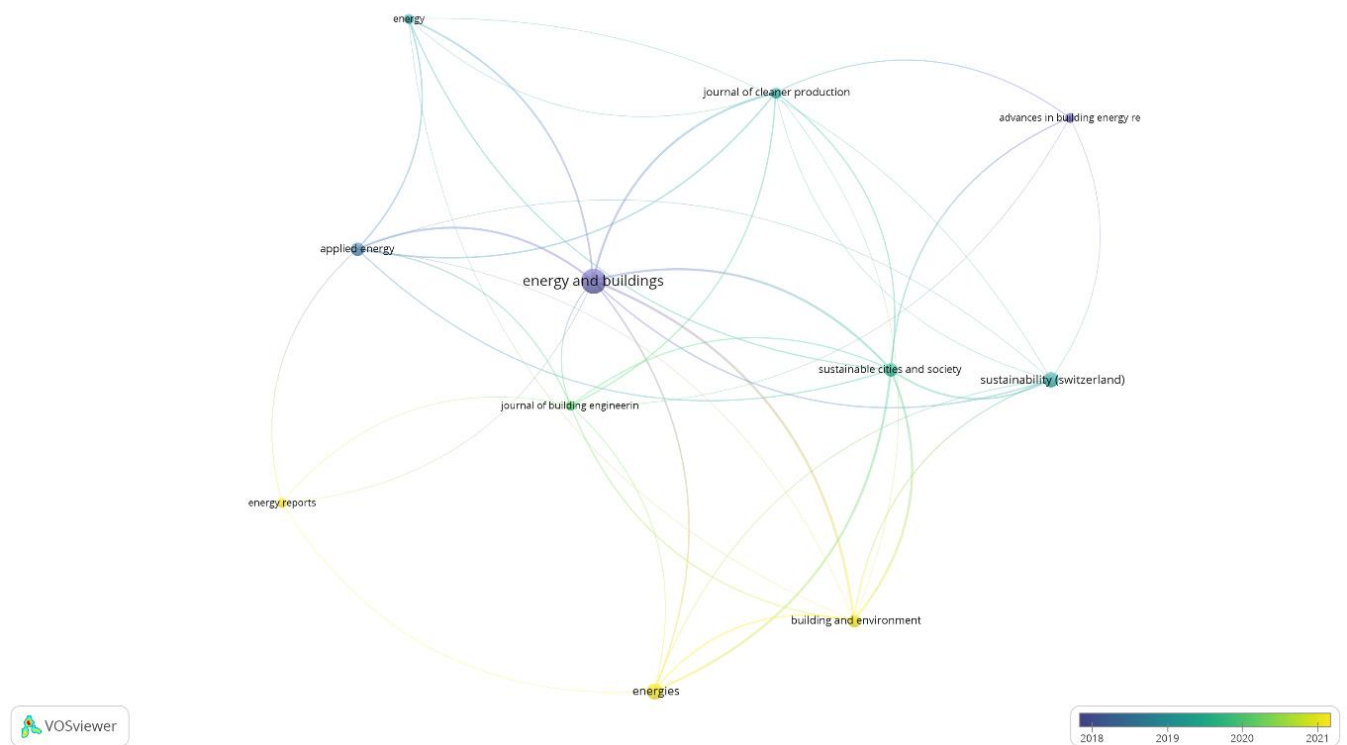 energy
journal of cleaner production
advances in building energy re
applied energy
energy and buildings
sustainable cities and society
sustainability (switzerland)
journal of building engineerin
energy reports
building and environment
energies
VOSviewer
2018 2019 2020 2021